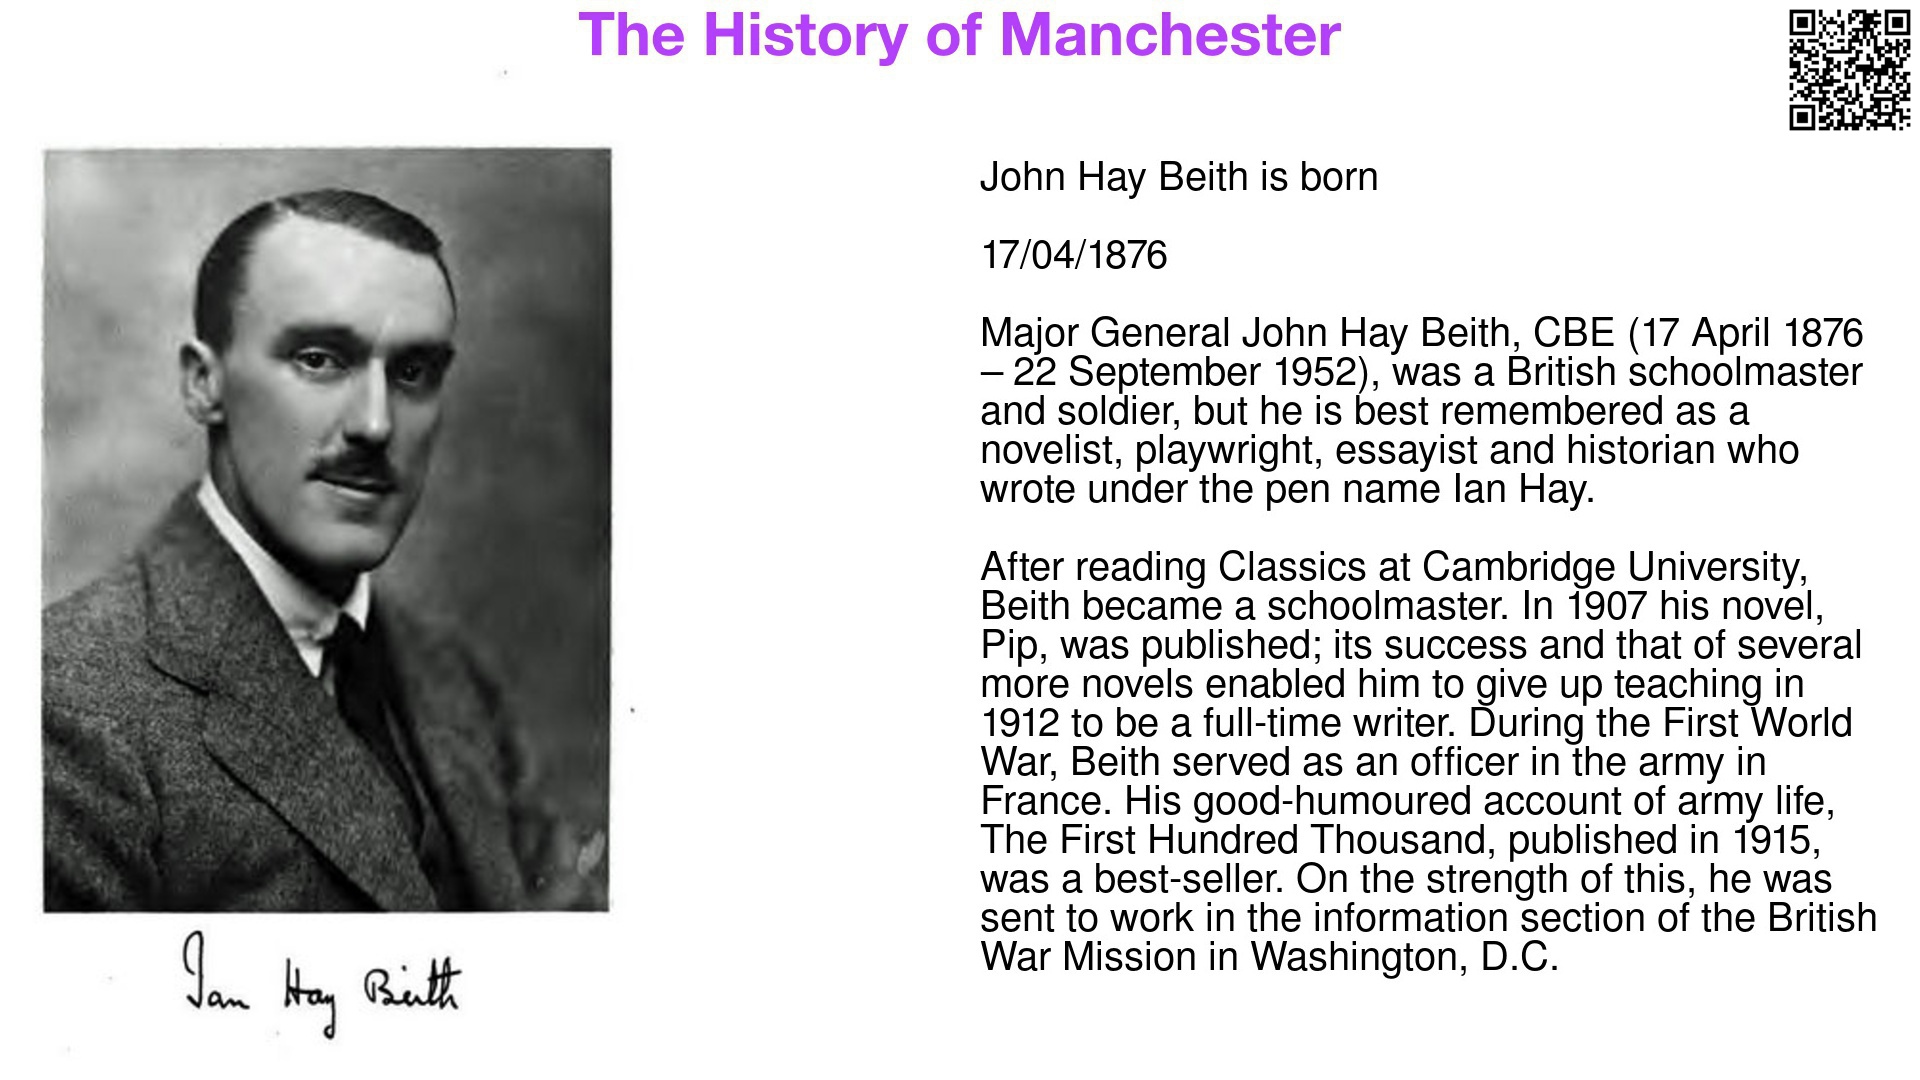 The History of Manchester
John Hay Beith is born
17/04/1876
Major General John Hay Beith, CBE (17 April 1876
– 22 September 1952), was a British schoolmaster
and soldier, but he is best remembered as a
novelist, playwright, essayist and historian who
wrote under the pen name Ian Hay.
After reading Classics at Cambridge University,
Beith became a schoolmaster. In 1907 his novel,
Pip, was published; its success and that of several
more novels enabled him to give up teaching in
1912 to be a full-time writer. During the First World
War, Beith served as an officer in the army in
France. His good-humoured account of army life,
The First Hundred Thousand, published in 1915,
was a best-seller. On the strength of this, he was
sent to work in the information section of the British
War Mission in Washington, D.C.
Ian Hay Beith